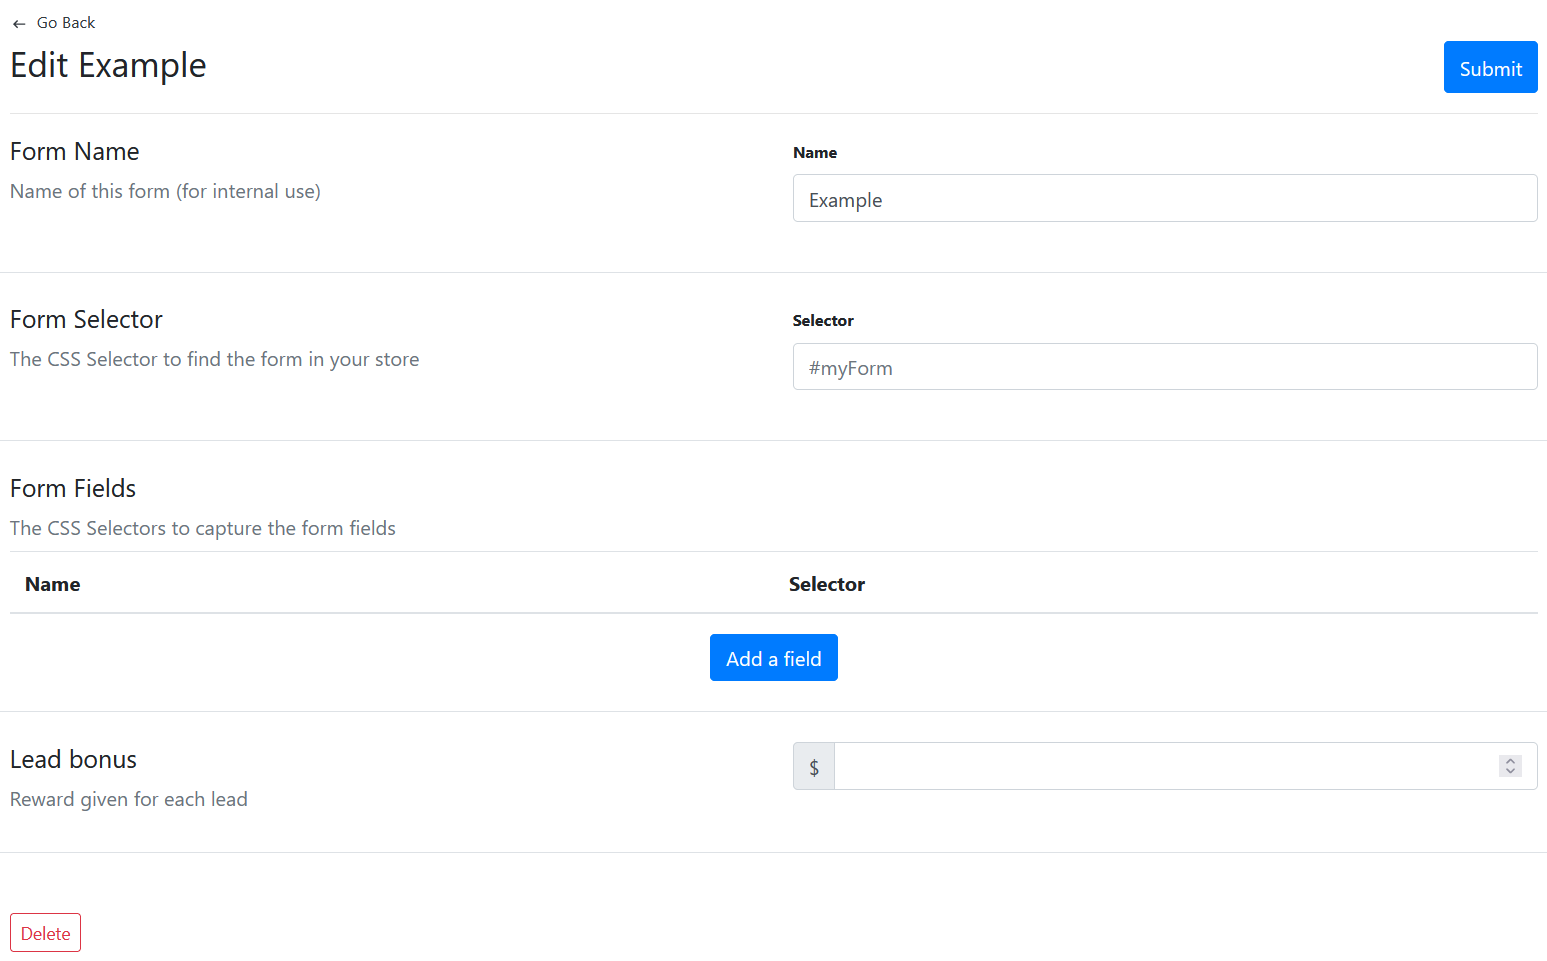 ← Go Back
Edit Example
Submit
Form Name
Name of this form (for internal use)
Name
Example
Form Selector
The CSS Selector to find the form in your store
Selector
#myForm
Form Fields
The CSS Selectors to capture the form fields
Name Selector
Add a field
Lead bonus
Reward given for each lead
$
Delete